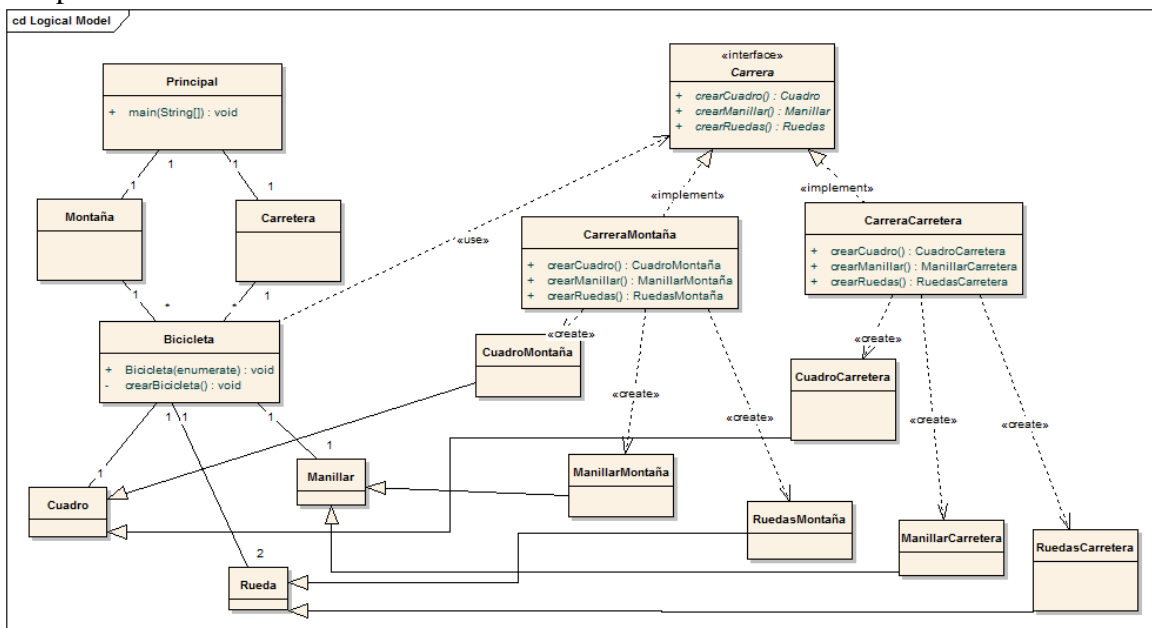 cd Logical Model
«interface»
Carrera
+ crearCuadro() : Cuadro
+ crearManillar() : Manillar
+ crearRuedas() : Ruedas
Principal
+ main(String[]) : void
1
1
1
1
«implement»
«implement»
Montaña
Carretera
CarreraMontaña
+ crearCuadro() : CuadroMontaña
+ crearManillar() : ManillarMontaña
+ crearRuedas() : RuedasMontaña
CarreraCarretera
+ crearCuadro() : CuadroCarretera
+ crearManillar() : ManillarCarretera
+ crearRuedas() : RuedasCarretera
«use»
1
1
*
*
Bicicleta
+ Bicicleta(enumerate) : void
- crearBicicleta() : void
«create»
«create»
«create»
«create»
«create»
«create»
CuadroMontaña
CuadroCarretera
1
1
1
1
1
2
Cuadro
Manillar
Rueda
ManillarMontaña
RuedasMontaña
ManillarCarretera
RuedasCarretera